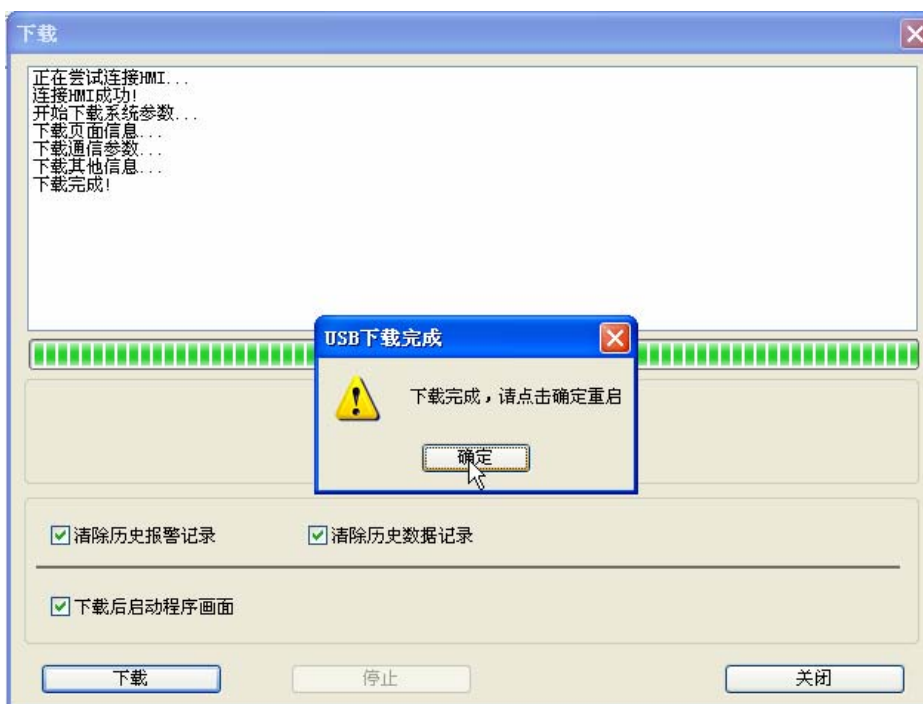 下载
正在尝试连接HMI...
连接HMI成功!
开始下载系统参数...
下载页面信息...
下载通信参数...
下载其他信息...
下载完成!
USB下载完成
下载完成，请点击确定重启
确定
清除历史报警记录 清除历史数据记录
下载后启动程序画面
下载 停止 关闭